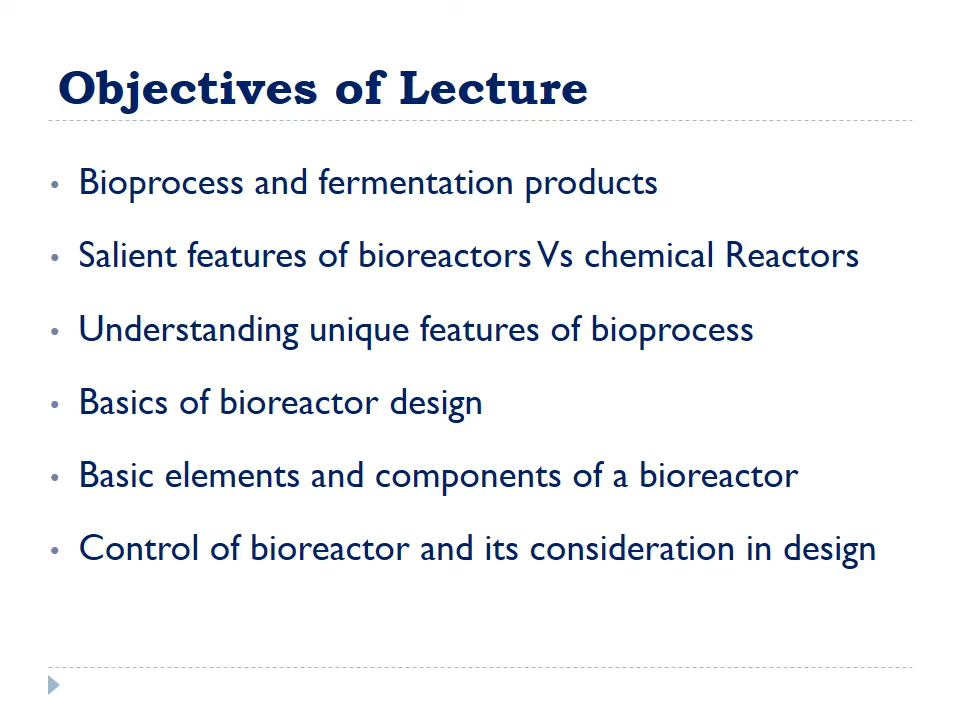 Objectives of Lecture
• Bioprocess and fermentation products
• Salient features of bioreactors Vs chemical Reactors
• Understanding unique features of bioprocess
• Basics of bioreactor design
• Basic elements and components of a bioreactor
• Control of bioreactor and its consideration in design